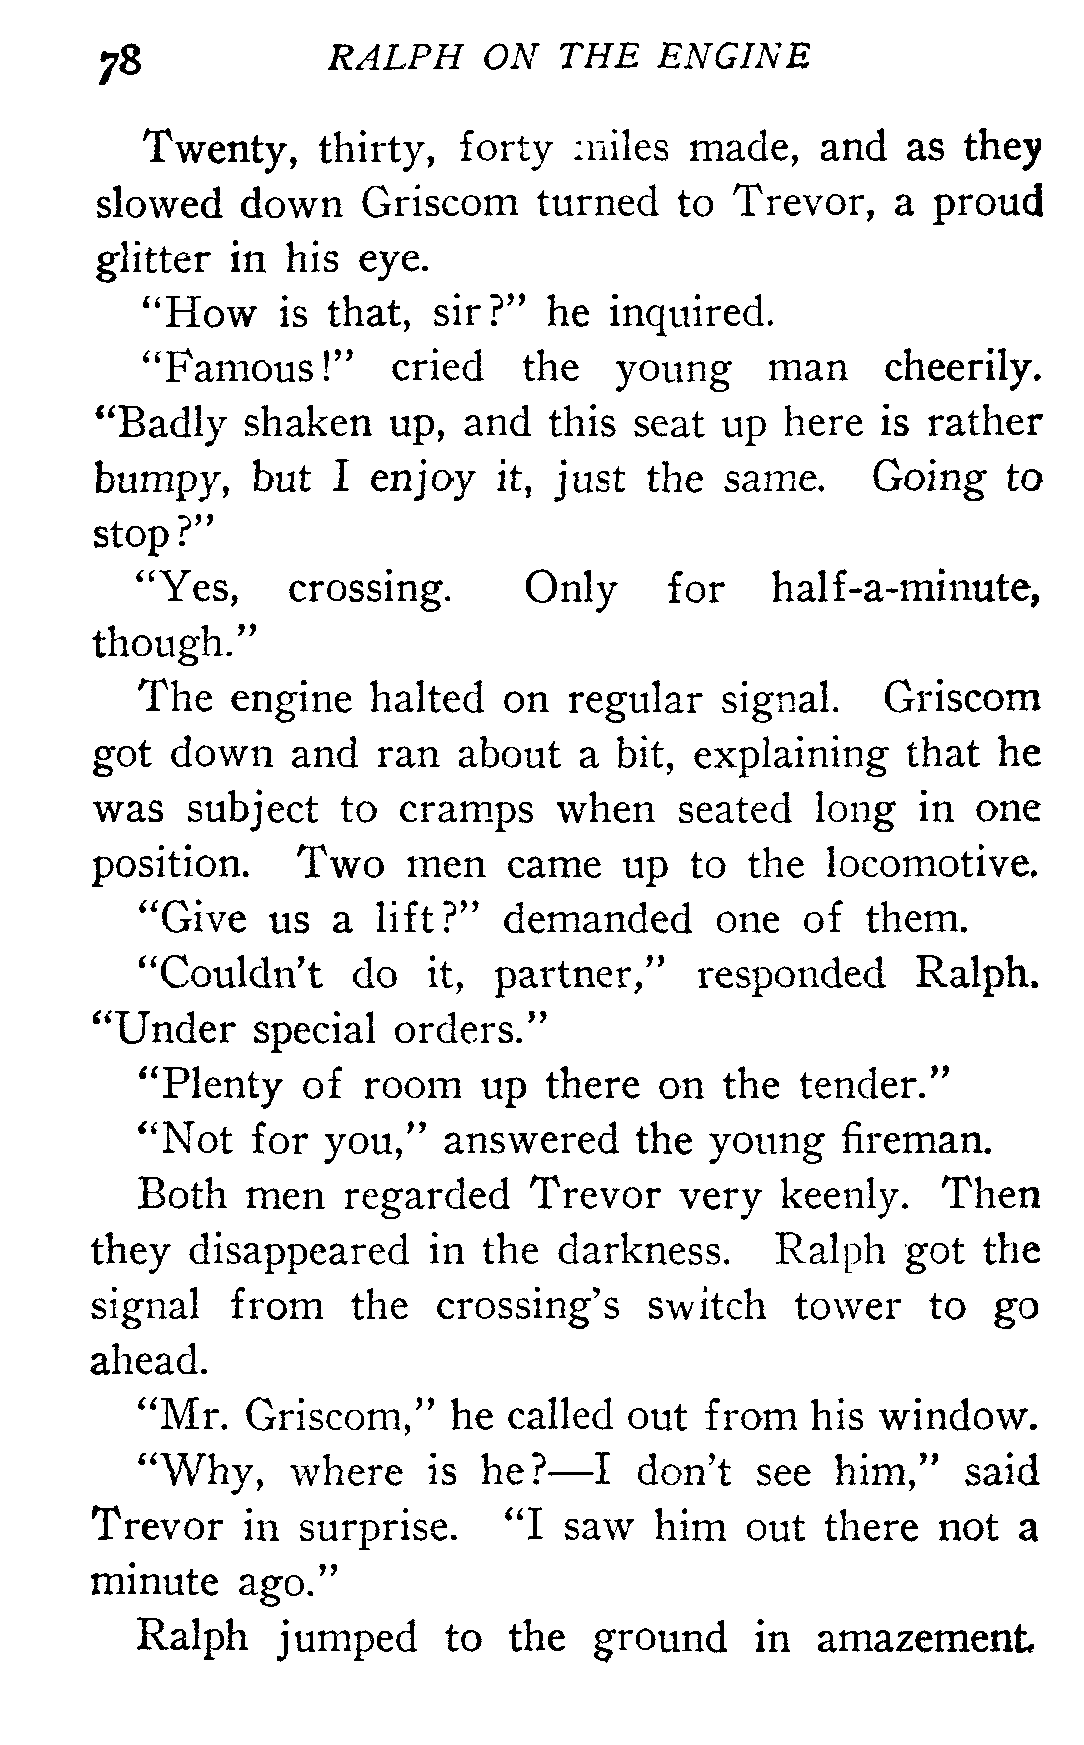 78 RALPH ON THE ENGINE
Twenty, thirty, forty miles made, and as they
slowed down Griscom turned to Trevor, a proud
glitter in his eye.
“How is that, sir?” he inquired.
“Famous!” cried the young man cheerily.
“Badly shaken up, and this seat up here is rather
bumpy, but I enjoy it, just the same. Going to
stop?”
“Yes, crossing. Only for half-a-minute,
though.”
The engine halted on regular signal. Griscom
got down and ran about a bit, explaining that he
was subject to cramps when seated long in one
position. Two men came up to the locomotive.
“Give us a lift?” demanded one of them.
“Couldn't do it, partner,” responded Ralph.
“Under special orders.”
“Plenty of room up there on the tender.”
“Not for you,” answered the young fireman.
Both men regarded Trevor very keenly. Then
they disappeared in the darkness. Ralph got the
signal from the crossing's switch tower to go
ahead.
“Mr. Griscom,” he called out from his window.
“Why, where is he?—I don't see him,” said
Trevor in surprise. “I saw him out there not a
minute ago.”
Ralph jumped to the ground in amazement.